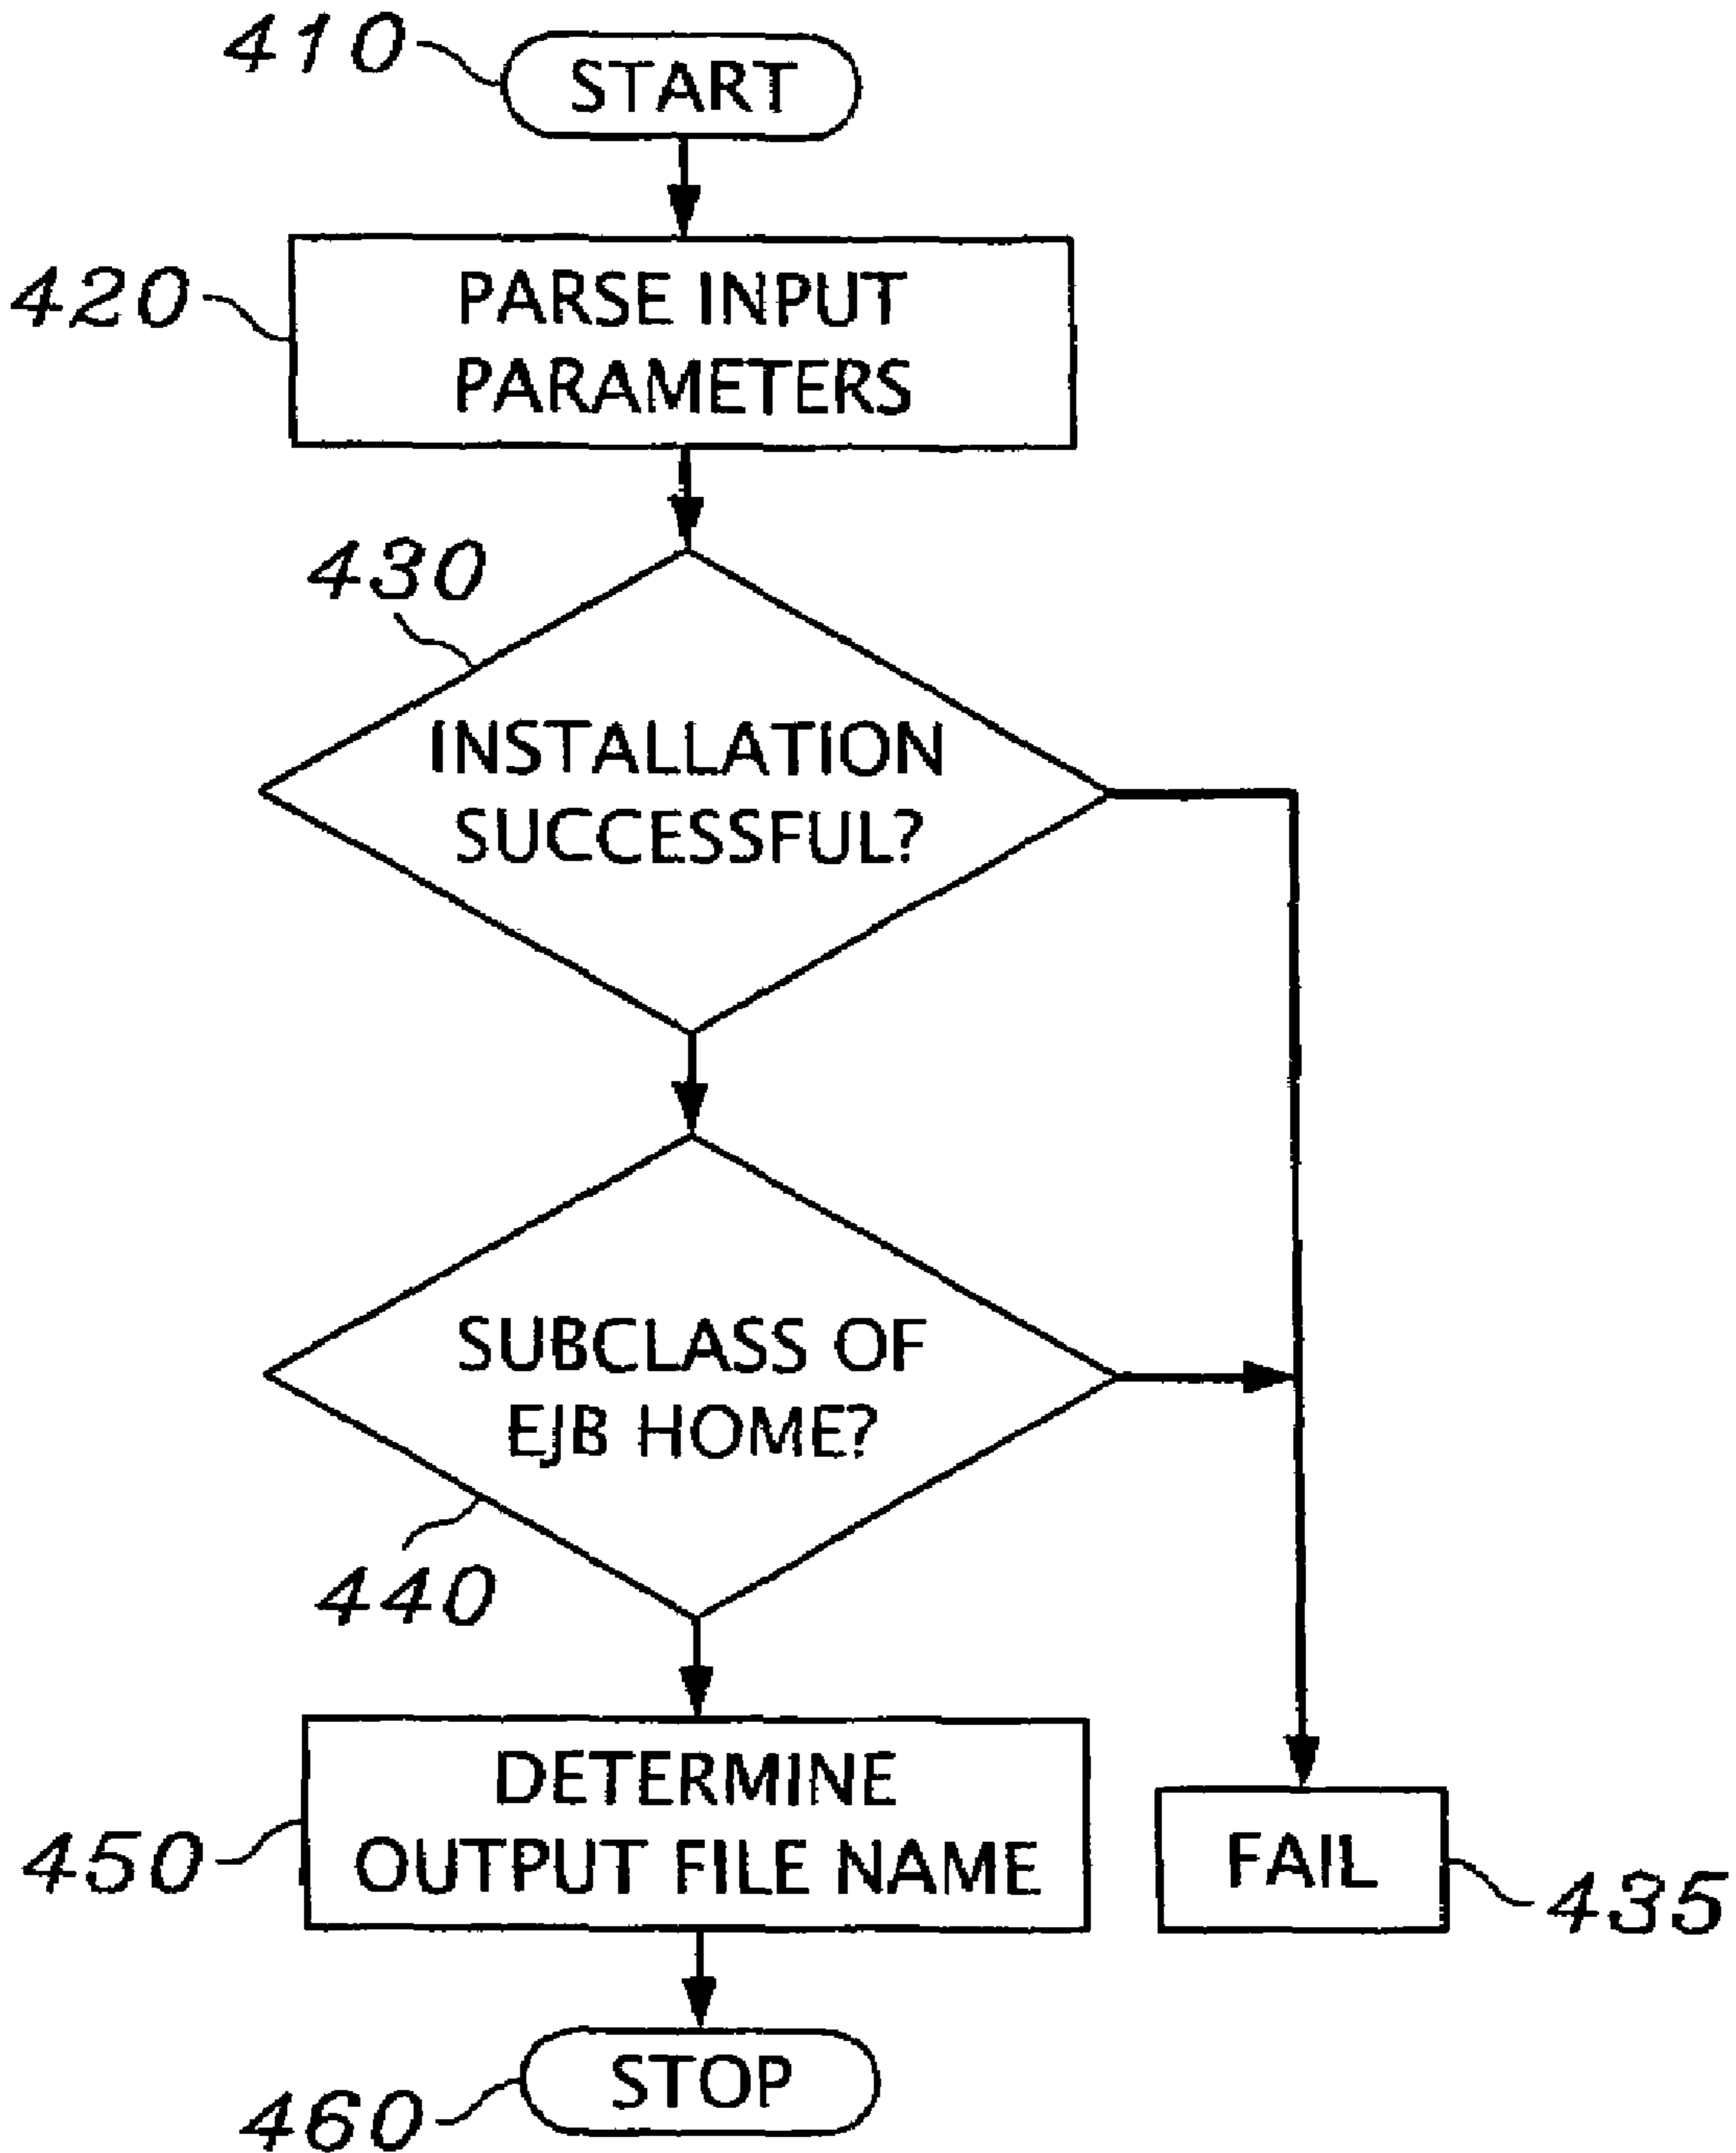 410
START
420
PARSE INPUT
PARAMETERS
430
INSTALLATION
SUCCESSFUL?
SUBCLASS OF
EJB HOME?
440
DETERMINE
OUTPUT FILE NAME
450
FAIL
435
STOP
460